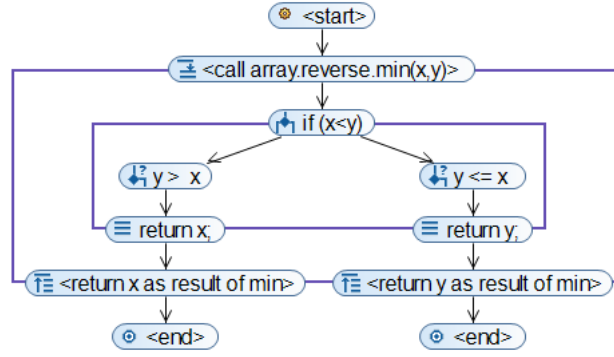 <start>
<call array.reverse.min(x,y)>
if (x<y)
y > x
y <= x
return x;
return y;
<return x as result of min>
<return y as result of min>
<end>
<end>